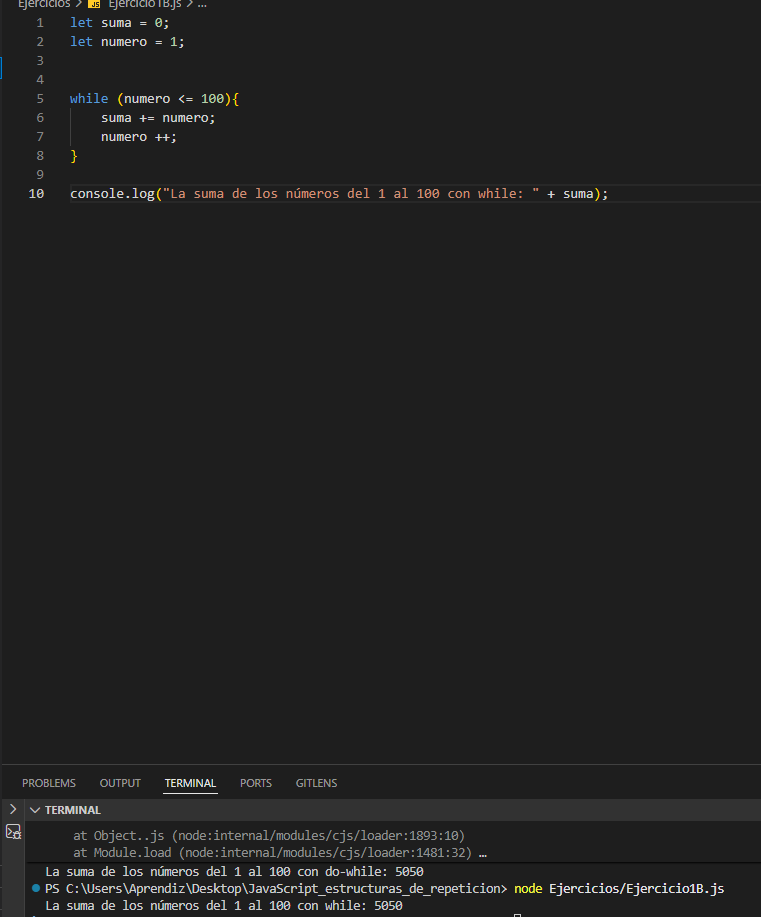 Ejercicios > JS Ejercicio1B.js > ...
1 let suma = 0;
2 let numero = 1;
3
4
5 while (numero <= 100){
6 suma += numero;
7 numero ++;
8 }
9
10 console.log("La suma de los números del 1 al 100 con while: " + suma);
PROBLEMS OUTPUT TERMINAL PORTS GITLENS
TERMINAL
at Object..js (node:internal/modules/cjs/loader:1893:10)
at Module.load (node:internal/modules/cjs/loader:1481:32) …
La suma de los números del 1 al 100 con do-while: 5050
PS C:\Users\Aprendiz\Desktop\JavaScript_estructuras_de_repeticion> node Ejercicios/Ejercicio1B.js
La suma de los números del 1 al 100 con while: 5050